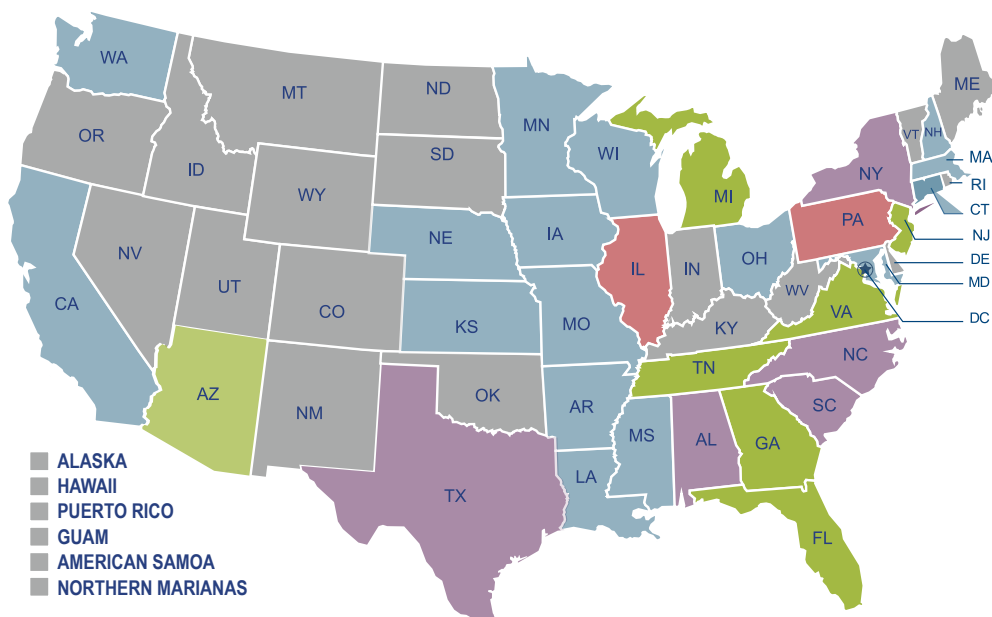 WA
MT
ND
ME
OR
MN
VT
NH
ID
SD
WI
MA
NY
WY
MI
RI
CT
PA
NE
IA
NJ
NV
IL
IN
OH
DE
UT
WV
MD
CA
CO
VA
KS
MO
KY
DC
NC
TN
AZ
OK
AR
SC
NM
MS
AL
GA
ALASKA
LA
HAWAII
TX
PUERTO RICO
GUAM
FL
AMERICAN SAMOA
NORTHERN MARIANAS